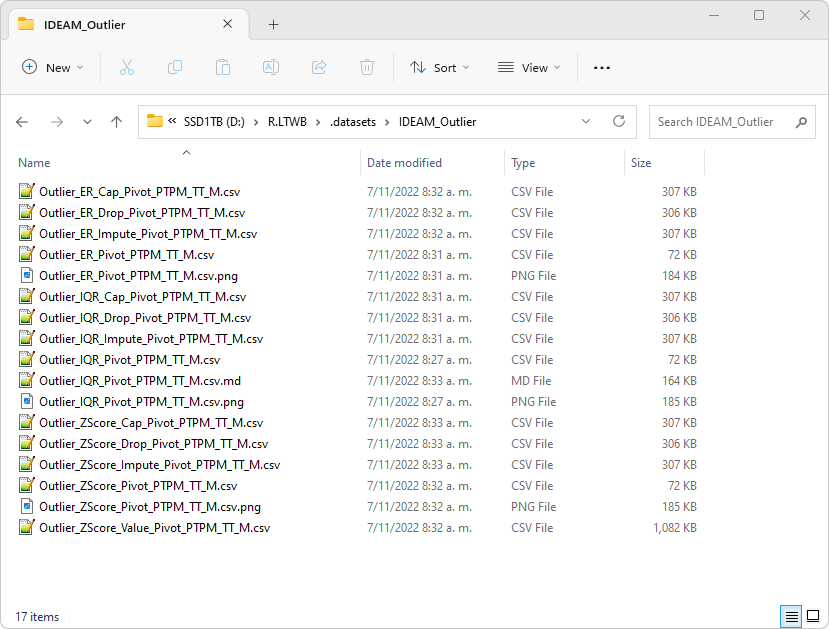 IDEAM_Outlier
New
Sort
View
« SSD1TB (D:) > R.LTWB > .datasets > IDEAM_Outlier
Search IDEAM_Outlier
Name Date modified Type Size
Outlier_ER_Cap_Pivot_PTPM_TT_M.csv 7/11/2022 8:32 a. m. CSV File 307 KB
Outlier_ER_Drop_Pivot_PTPM_TT_M.csv 7/11/2022 8:32 a. m. CSV File 306 KB
Outlier_ER_Impute_Pivot_PTPM_TT_M.csv 7/11/2022 8:32 a. m. CSV File 307 KB
Outlier_ER_Pivot_PTPM_TT_M.csv 7/11/2022 8:31 a. m. CSV File 72 KB
Outlier_ER_Pivot_PTPM_TT_M.csv.png 7/11/2022 8:31 a. m. PNG File 184 KB
Outlier_IQR_Cap_Pivot_PTPM_TT_M.csv 7/11/2022 8:31 a. m. CSV File 307 KB
Outlier_IQR_Drop_Pivot_PTPM_TT_M.csv 7/11/2022 8:31 a. m. CSV File 306 KB
Outlier_IQR_Impute_Pivot_PTPM_TT_M.csv 7/11/2022 8:31 a. m. CSV File 307 KB
Outlier_IQR_Pivot_PTPM_TT_M.csv 7/11/2022 8:27 a. m. CSV File 72 KB
Outlier_IQR_Pivot_PTPM_TT_M.csv.md 7/11/2022 8:33 a. m. MD File 164 KB
Outlier_IQR_Pivot_PTPM_TT_M.csv.png 7/11/2022 8:27 a. m. PNG File 185 KB
Outlier_ZScore_Cap_Pivot_PTPM_TT_M.csv 7/11/2022 8:33 a. m. CSV File 307 KB
Outlier_ZScore_Drop_Pivot_PTPM_TT_M.csv 7/11/2022 8:33 a. m. CSV File 306 KB
Outlier_ZScore_Impute_Pivot_PTPM_TT_M.csv 7/11/2022 8:33 a. m. CSV File 307 KB
Outlier_ZScore_Pivot_PTPM_TT_M.csv 7/11/2022 8:32 a. m. CSV File 72 KB
Outlier_ZScore_Pivot_PTPM_TT_M.csv.png 7/11/2022 8:32 a. m. PNG File 185 KB
Outlier_ZScore_Value_Pivot_PTPM_TT_M.csv 7/11/2022 8:32 a. m. CSV File 1,082 KB
17 items